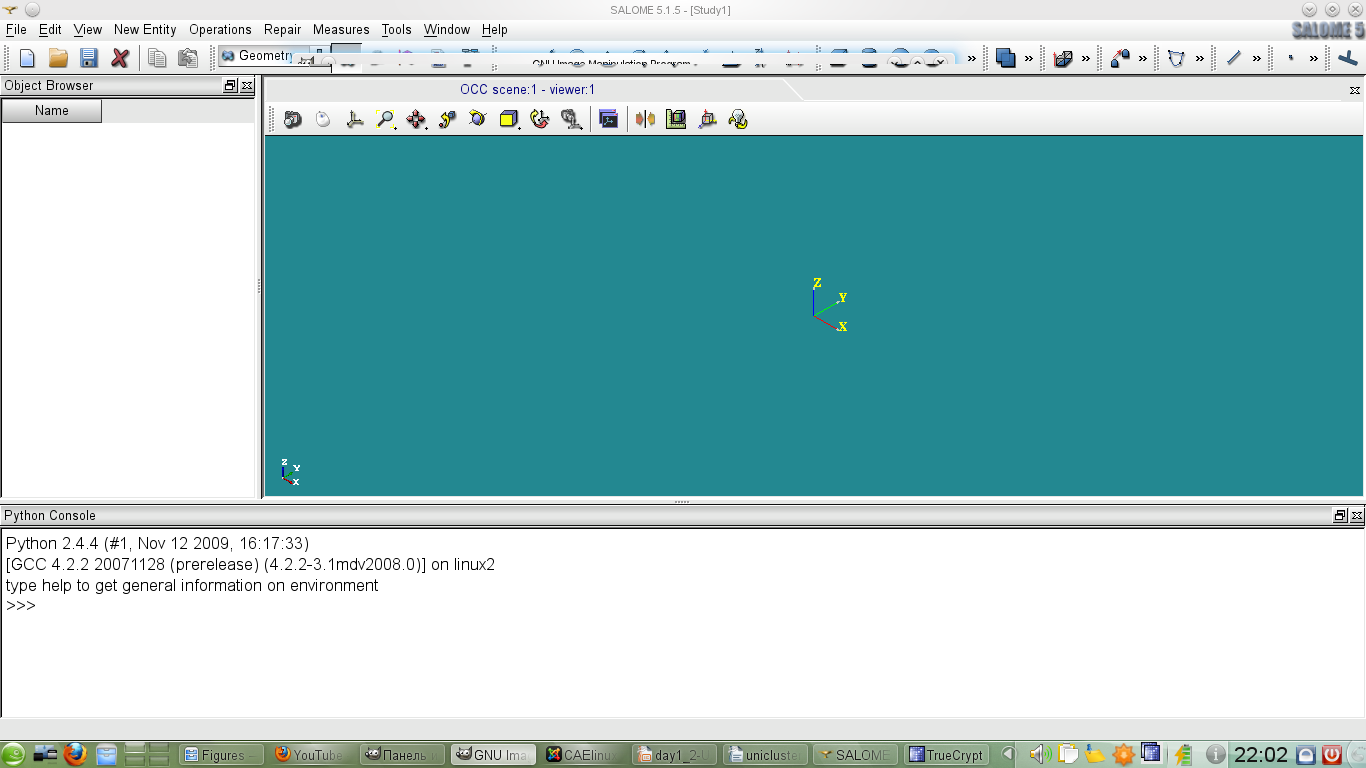 SALOME 5.1.5 - [Study1]
File Edit View New Entity Operations Repair Measures Tools Window Help
SALOME 5
Geometry
GNU Image Manipulation Program
Object Browser
Name
OCC scene:1 - viewer:1
Z
Y
X
Z
Y
X
Python Console
Python 2.4.4 (#1, Nov 12 2009, 16:17:33)
[GCC 4.2.2 20071128 (prerelease) (4.2.2-3.1mdv2008.0)] on linux2
type help to get general information on environment
>>>
Figures - YouTube Панель GNU Ima CAElinu day1_2-U unicluste SALOME TrueCrypt 22:02